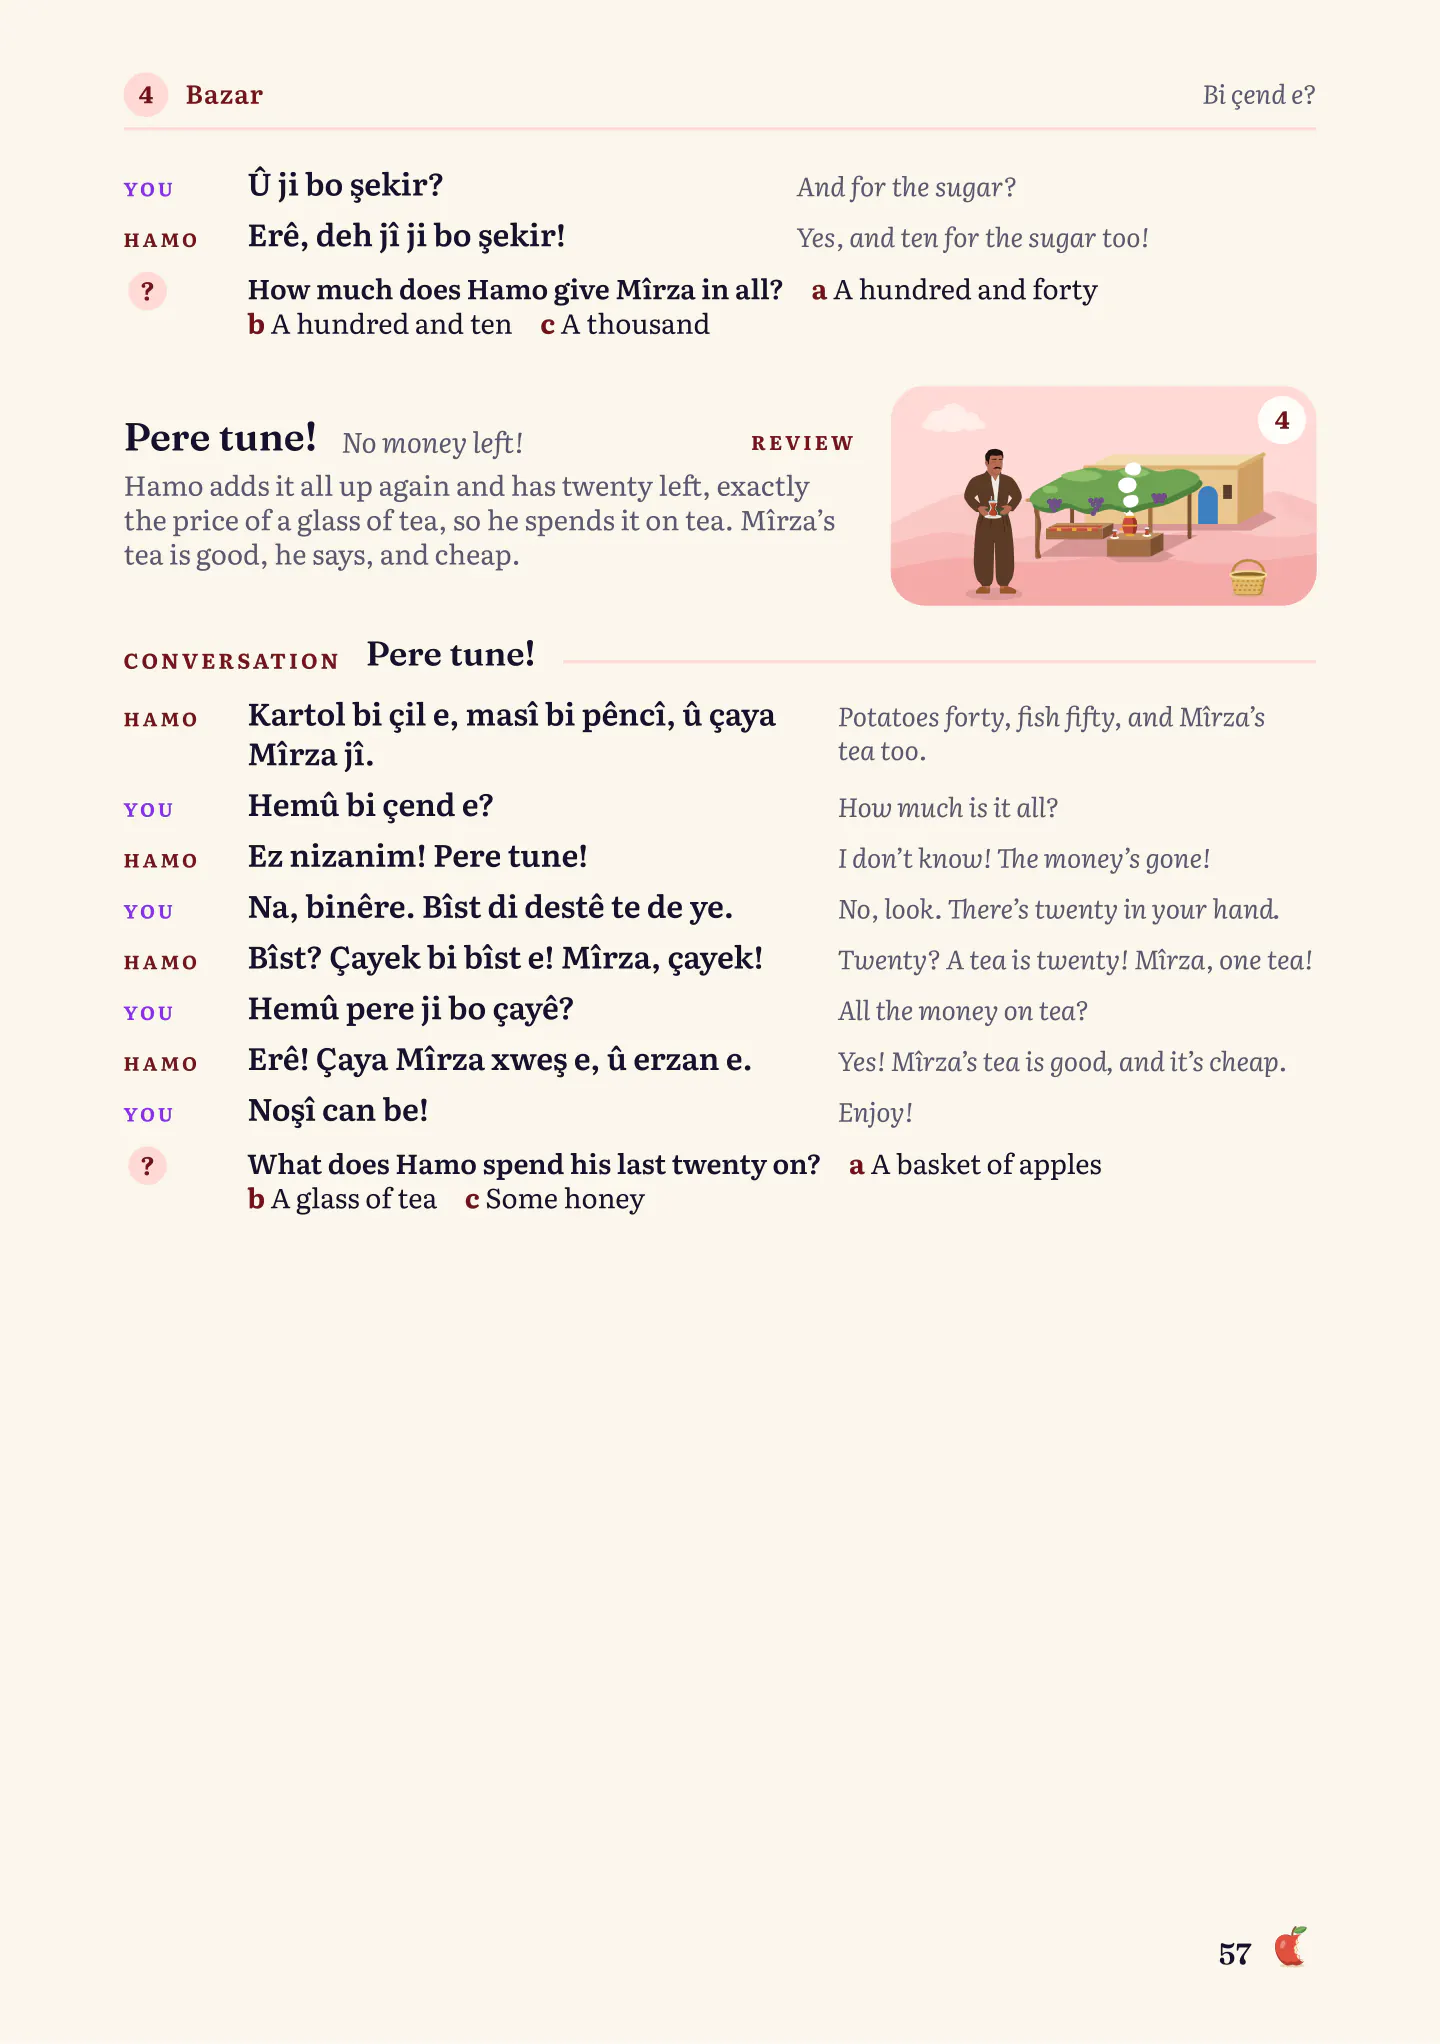 4 Bazar Bi çend e?
YOU Û ji bo şekir? And for the sugar?
HAMO Erê, deh jî ji bo şekir! Yes, and ten for the sugar too!
? How much does Hamo give Mîrza in all? a A hundred and forty
b A hundred and ten c A thousand
4
Pere tune! No money left! REVIEW
Hamo adds it all up again and has twenty left, exactly
the price of a glass of tea, so he spends it on tea. Mîrza’s
tea is good, he says, and cheap.
CONVERSATION Pere tune!
HAMO Kartol bi çil e, masî bi pêncî, û çaya Potatoes forty, fish fifty, and Mîrza’s
Mîrza jî. tea too.
YOU Hemû bi çend e? How much is it all?
HAMO Ez nizanim! Pere tune! I don’t know! The money’s gone!
YOU Na, binêre. Bîst di destê te de ye. No, look. There’s twenty in your hand.
HAMO Bîst? Çayek bi bîst e! Mîrza, çayek! Twenty? A tea is twenty! Mîrza, one tea!
YOU Hemû pere ji bo çayê? All the money on tea?
HAMO Erê! Çaya Mîrza xweş e, û erzan e. Yes! Mîrza’s tea is good, and it’s cheap.
YOU Noşî can be! Enjoy!
? What does Hamo spend his last twenty on? a A basket of apples
b A glass of tea c Some honey
57